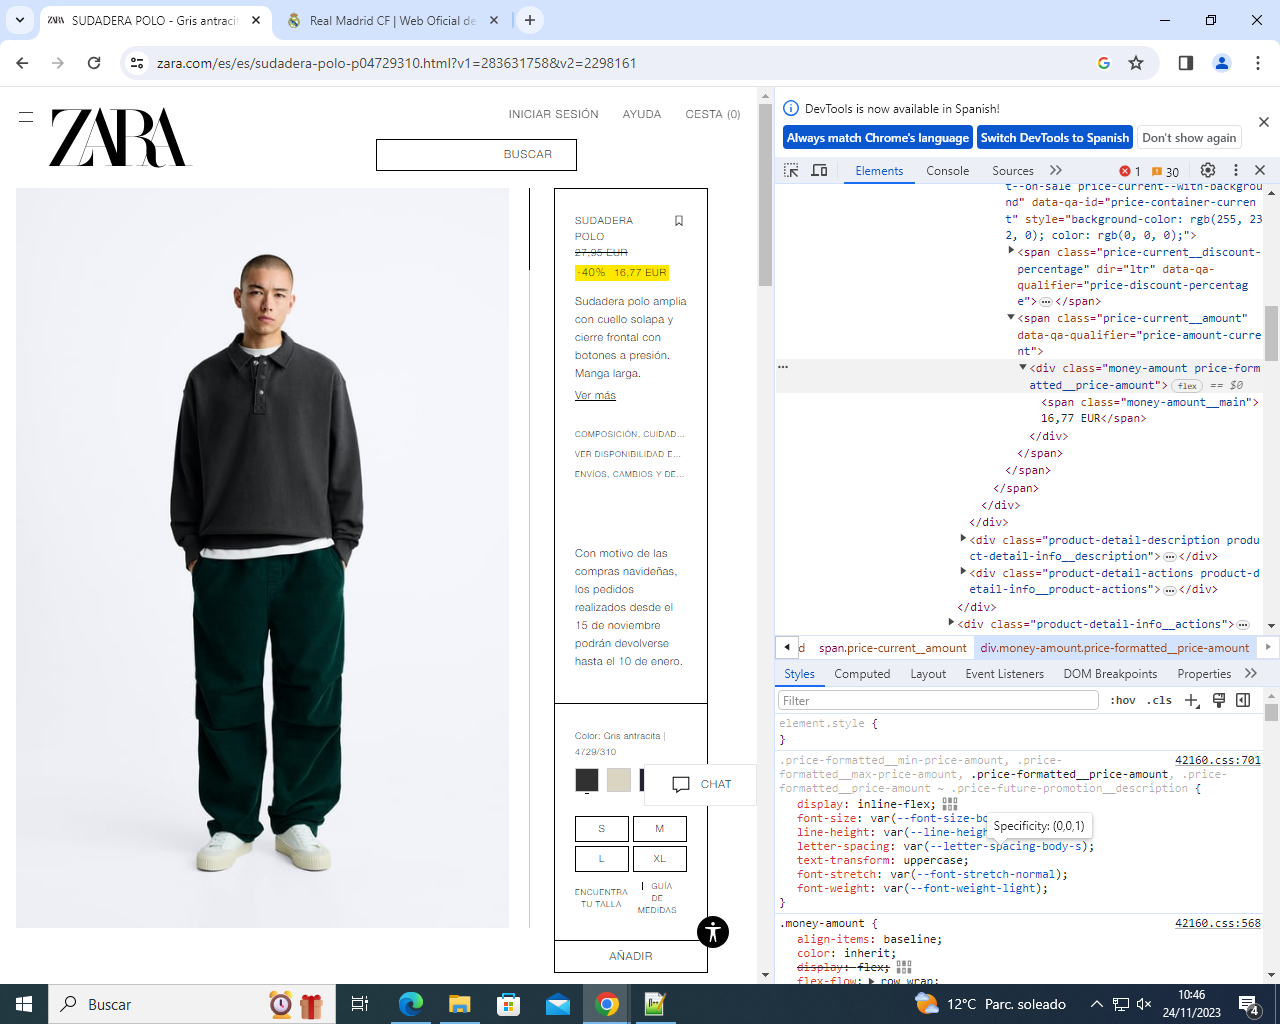 ZARA SUDADERA POLO - Gris antracit
Real Madrid CF | Web Oficial de
zara.com/es/es/sudadera-polo-p04729310.html?v1=283631758&v2=2298161
ZARA
INICIAR SESIÓN
AYUDA
CESTA (0)
BUSCAR
SUDADERA
POLO
27,95 EUR
-40% 16,77 EUR
Sudadera polo amplia
con cuello solapa y
cierre frontal con
botones a presión.
Manga larga.
Ver más
COMPOSICIÓN, CUIDAD...
VER DISPONIBILIDAD E...
ENVÍOS, CAMBIOS Y DE...
Con motivo de las
compras navideñas,
los pedidos
realizados desde el
15 de noviembre
podrán devolverse
hasta el 10 de enero.
Color: Gris antracita |
4729/310
CHAT
S M
L XL
ENCUENTRA
TU TALLA
GUÍA
DE
MEDIDAS
AÑADIR
DevTools is now available in Spanish!
Always match Chrome's language
Switch DevTools to Spanish
Don't show again
Elements
Console
Sources
1
30
t--on-sale price-current--with-backgrou
nd" data-qa-id="price-container-curren
t" style="background-color: rgb(255, 23
2, 0); color: rgb(0, 0, 0);">
<span class="price-current__discount-
percentage" dir="ltr" data-qa-
qualifier="price-discount-percentag
e">…</span>
<span class="price-current__amount"
data-qa-qualifier="price-amount-curre
nt">
<div class="money-amount price-form
atted__price-amount"> flex == $0
<span class="money-amount__main">
16,77 EUR</span>
</div>
</span>
</span>
</span>
</div>
</div>
<div class="product-detail-description produ
ct-detail-info__description">…</div>
<div class="product-detail-actions product-d
etail-info__product-actions">…</div>
</div>
<div class="product-detail-info__actions">…
d
span.price-current__amount
div.money-amount.price-formatted__price-amount
Styles
Computed
Layout
Event Listeners
DOM Breakpoints
Properties
Filter
:hov
.cls
element.style {
}
.price-formatted__min-price-amount, .price-
42160.css:701
formatted__max-price-amount, .price-formatted__price-amount, .price-
formatted__price-amount ~ .price-future-promotion__description {
display: inline-flex;
font-size: var(--font-size-bo
Specificity: (0,0,1)
line-height: var(--line-heigh
letter-spacing: var(--letter-spacing-body-s);
text-transform: uppercase;
font-stretch: var(--font-stretch-normal);
font-weight: var(--font-weight-light);
}
.money-amount {
42160.css:568
align-items: baseline;
color: inherit;
display: flex;
flex-flow: row wrap;
Buscar
12°C Parc. soleado
10:46
24/11/2023
4